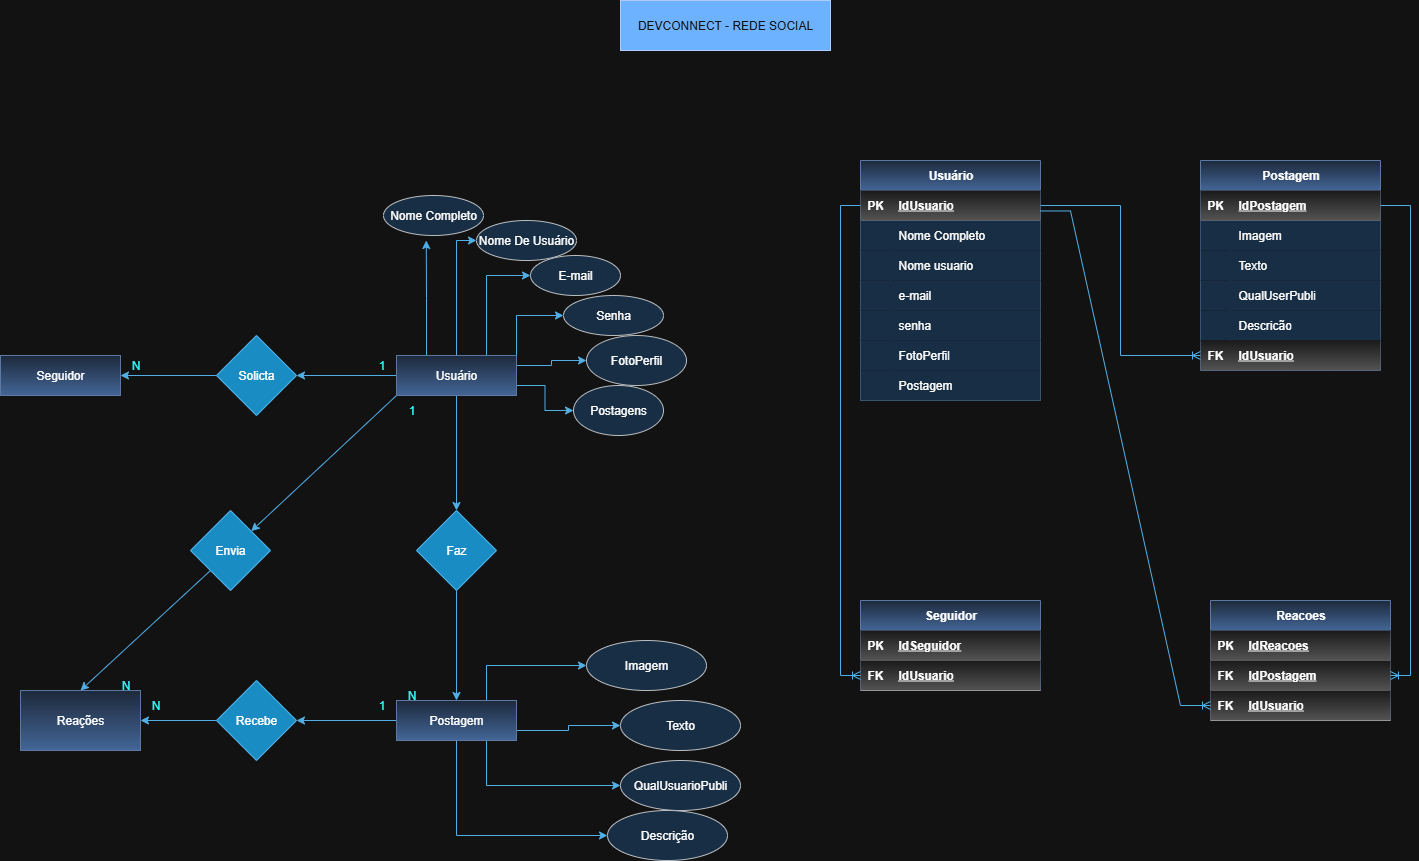 DEVCONNECT - REDE SOCIAL
Nome Completo
Nome De Usuário
E-mail
Senha
FotoPerfil
Postagens
Seguidor
N
Solicta
1
Usuário
1
Envia
Faz
Reações
N
N
Recebe
1
N
Postagem
Imagem
Texto
QualUsuarioPubli
Descrição
Usuário
PK IdUsuario
Nome Completo
Nome usuario
e-mail
senha
FotoPerfil
Postagem
Postagem
PK IdPostagem
Imagem
Texto
QualUserPubli
Descricão
FK IdUsuario
Seguidor
PK IdSeguidor
FK IdUsuario
Reacoes
PK IdReacoes
FK IdPostagem
FK IdUsuario